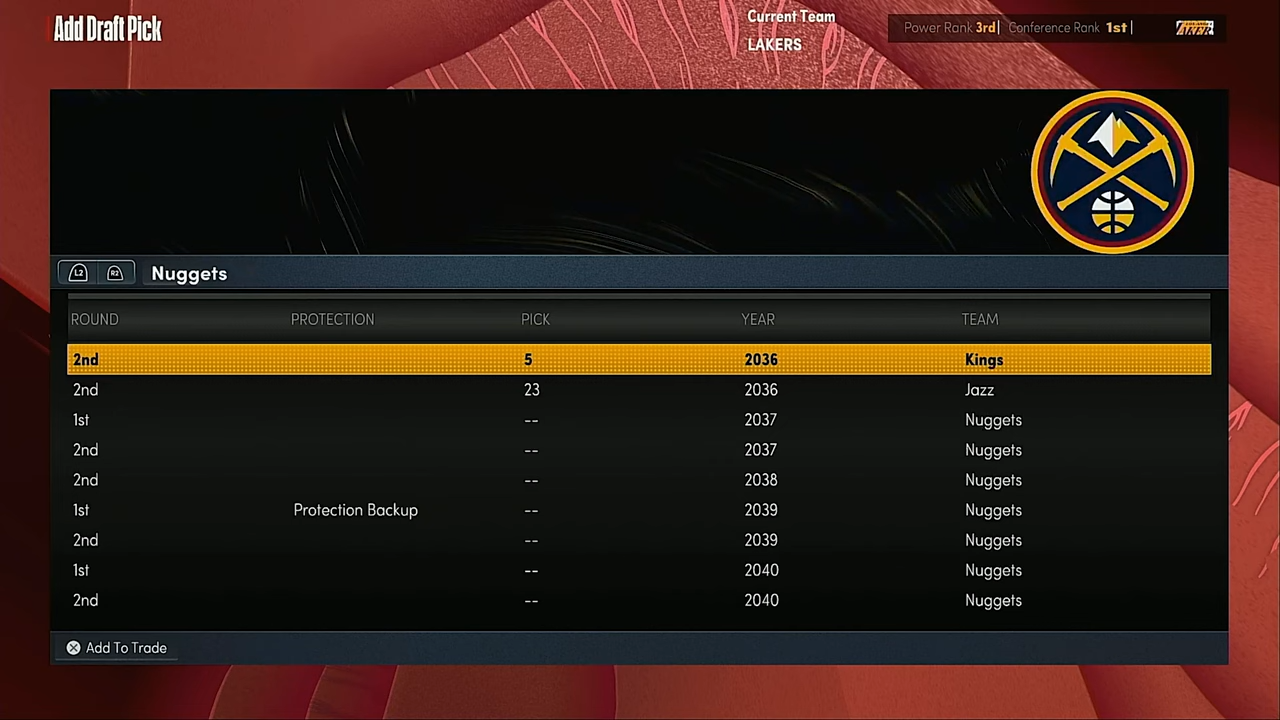 Add Draft Pick
Current Team
LAKERS
Power Rank 3rd| Conference Rank 1st|
L2 R2 Nuggets
ROUND PROTECTION PICK YEAR TEAM
2nd 5 2036 Kings
2nd 23 2036 Jazz
1st -- 2037 Nuggets
2nd -- 2037 Nuggets
2nd -- 2038 Nuggets
1st Protection Backup -- 2039 Nuggets
2nd -- 2039 Nuggets
1st -- 2040 Nuggets
2nd -- 2040 Nuggets
Add To Trade